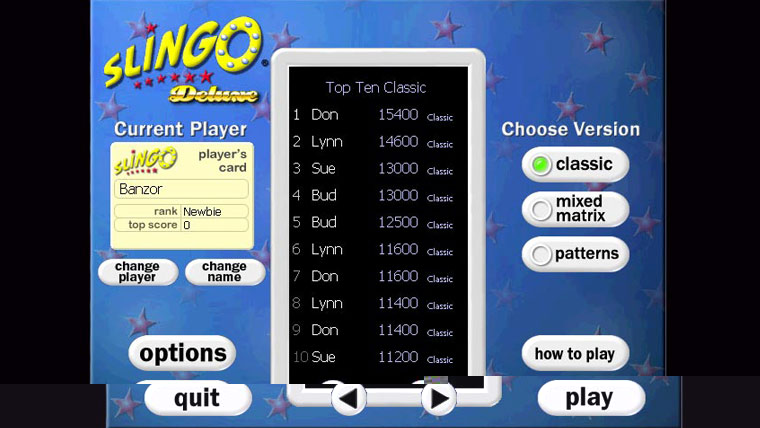 SLINGO
Deluxe
Current Player
SLINGO
player's
card
Banzor
rank Newbie
top score 0
change
player
change
name
options
quit
Top Ten Classic
1 Don 15400 Classic
2 Lynn 14600 Classic
3 Sue 13000 Classic
4 Bud 13000 Classic
5 Bud 12500 Classic
6 Lynn 11600 Classic
7 Don 11600 Classic
8 Lynn 11400 Classic
9 Don 11400 Classic
10 Sue 11200 Classic
Choose Version
classic
mixed
matrix
patterns
how to play
play